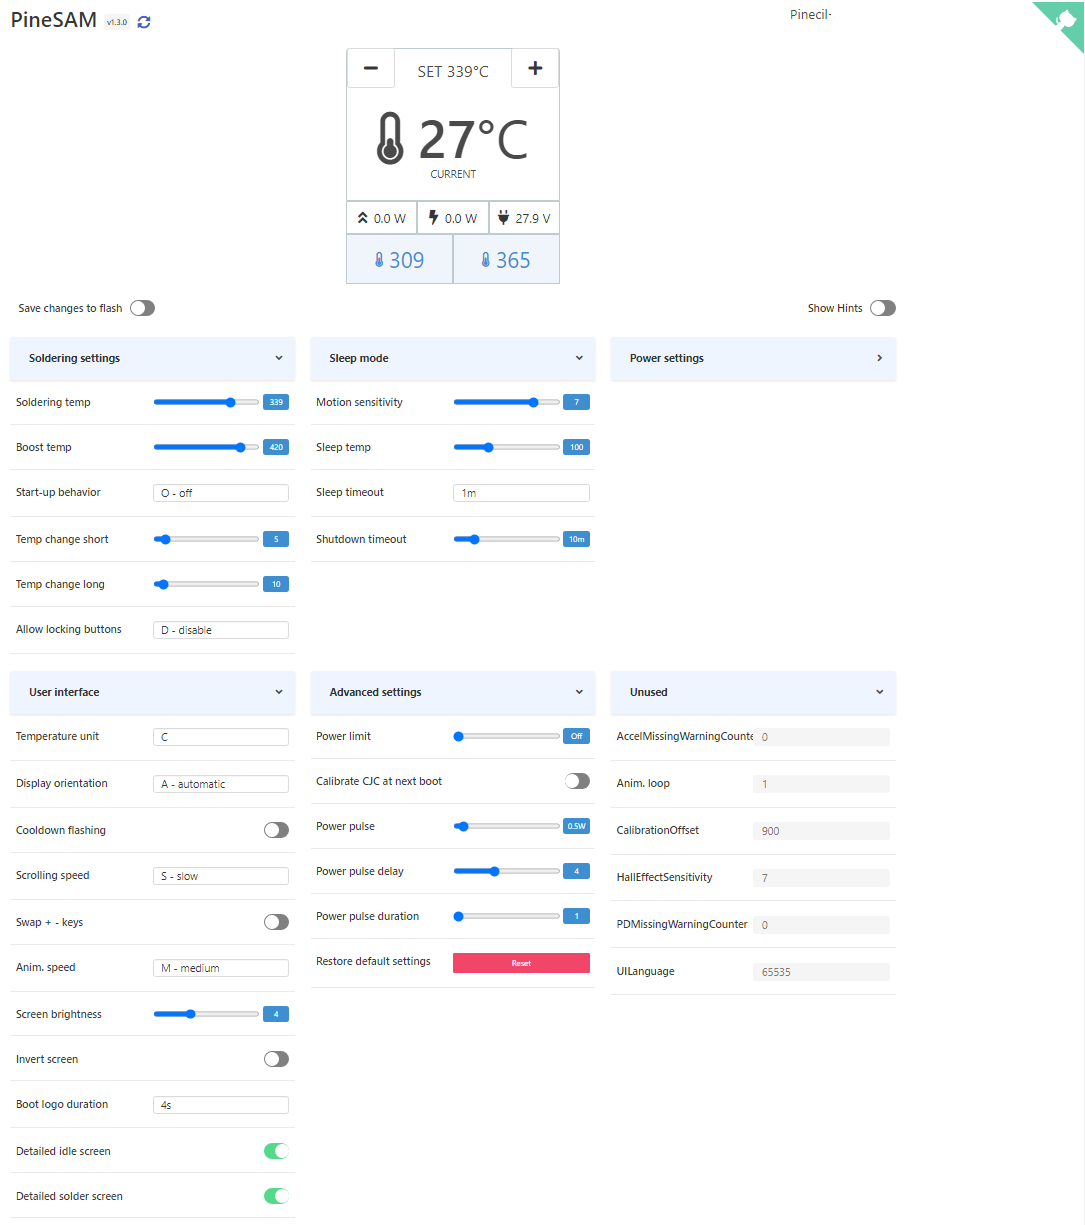 PineSAM v1.3.0
Pinecil-
SET 339°C
27°C
CURRENT
0.0 W 0.0 W 27.9 V
309 365
Save changes to flash
Show Hints
Soldering settings
Soldering temp 339
Boost temp 420
Start-up behavior O - off
Temp change short 5
Temp change long 10
Allow locking buttons D - disable
Sleep mode
Motion sensitivity 7
Sleep temp 100
Sleep timeout 1m
Shutdown timeout 10m
Power settings
User interface
Temperature unit C
Display orientation A - automatic
Cooldown flashing
Scrolling speed S - slow
Swap + - keys
Anim. speed M - medium
Screen brightness 4
Invert screen
Boot logo duration 4s
Detailed idle screen
Detailed solder screen
Advanced settings
Power limit Off
Calibrate CJC at next boot
Power pulse 0.5W
Power pulse delay 4
Power pulse duration 1
Restore default settings Reset
Unused
AccelMissingWarningCounte 0
Anim. loop 1
CalibrationOffset 900
HallEffectSensitivity 7
PDMissingWarningCounter 0
UILanguage 65535